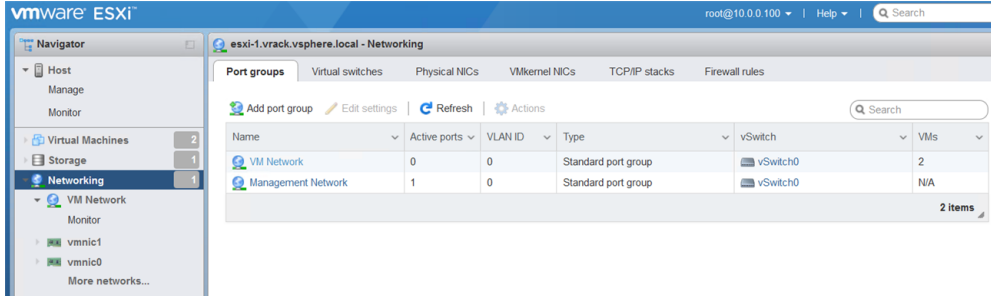 vmware ESXi™
root@10.0.0.100 | Help | Search
Navigator
Host
Manage
Monitor
Virtual Machines 2
Storage 1
Networking 1
VM Network
Monitor
vmnic1
vmnic0
More networks...
esxi-1.vrack.vsphere.local - Networking
Port groups Virtual switches Physical NICs VMkernel NICs TCP/IP stacks Firewall rules
Add port group Edit settings | Refresh | Actions Search
Name Active ports VLAN ID Type vSwitch VMs
VM Network 0 0 Standard port group vSwitch0 2
Management Network 1 0 Standard port group vSwitch0 N/A
2 items